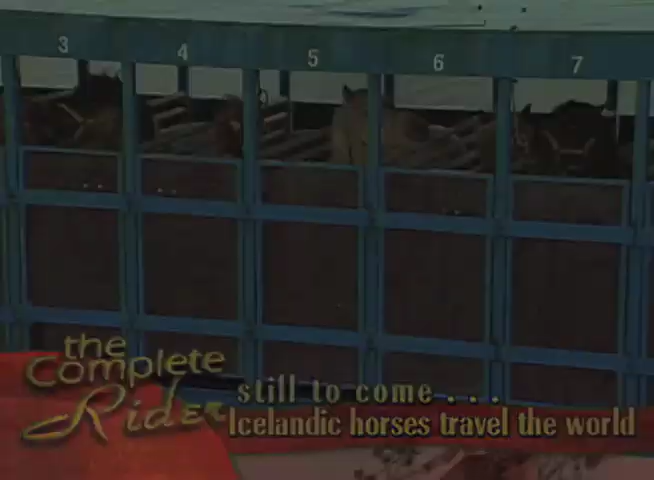 3 4 5 6 7
the
Complete
Rider
still to come . . .
Icelandic horses travel the world